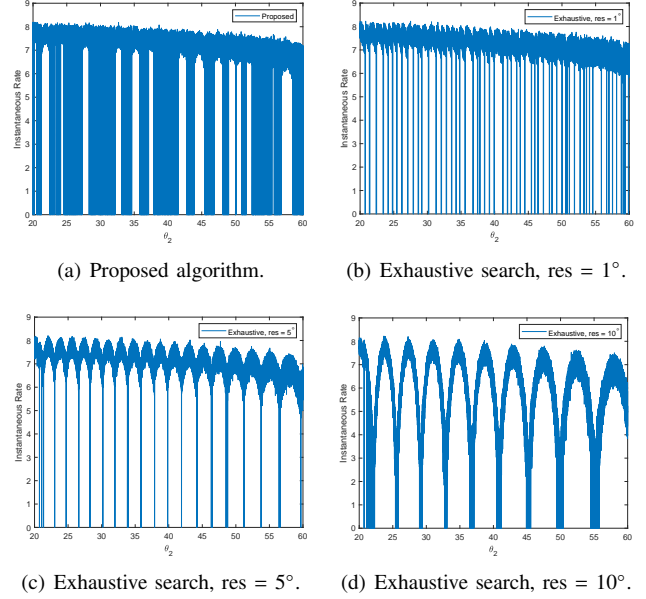 Proposed
Instantaneous Rate
9
8
7
6
5
4
3
2
1
0
20 25 30 35 40 45 50 55 60
θ2
(a) Proposed algorithm.
Exhaustive, res = 1°
Instantaneous Rate
9
8
7
6
5
4
3
2
1
0
20 25 30 35 40 45 50 55 60
θ2
(b) Exhaustive search, res = 1°.
Exhaustive, res = 5°
Instantaneous Rate
9
8
7
6
5
4
3
2
1
0
20 25 30 35 40 45 50 55 60
θ2
(c) Exhaustive search, res = 5°.
Exhaustive, res = 10°
Instantaneous Rate
9
8
7
6
5
4
3
2
1
0
20 25 30 35 40 45 50 55 60
θ2
(d) Exhaustive search, res = 10°.